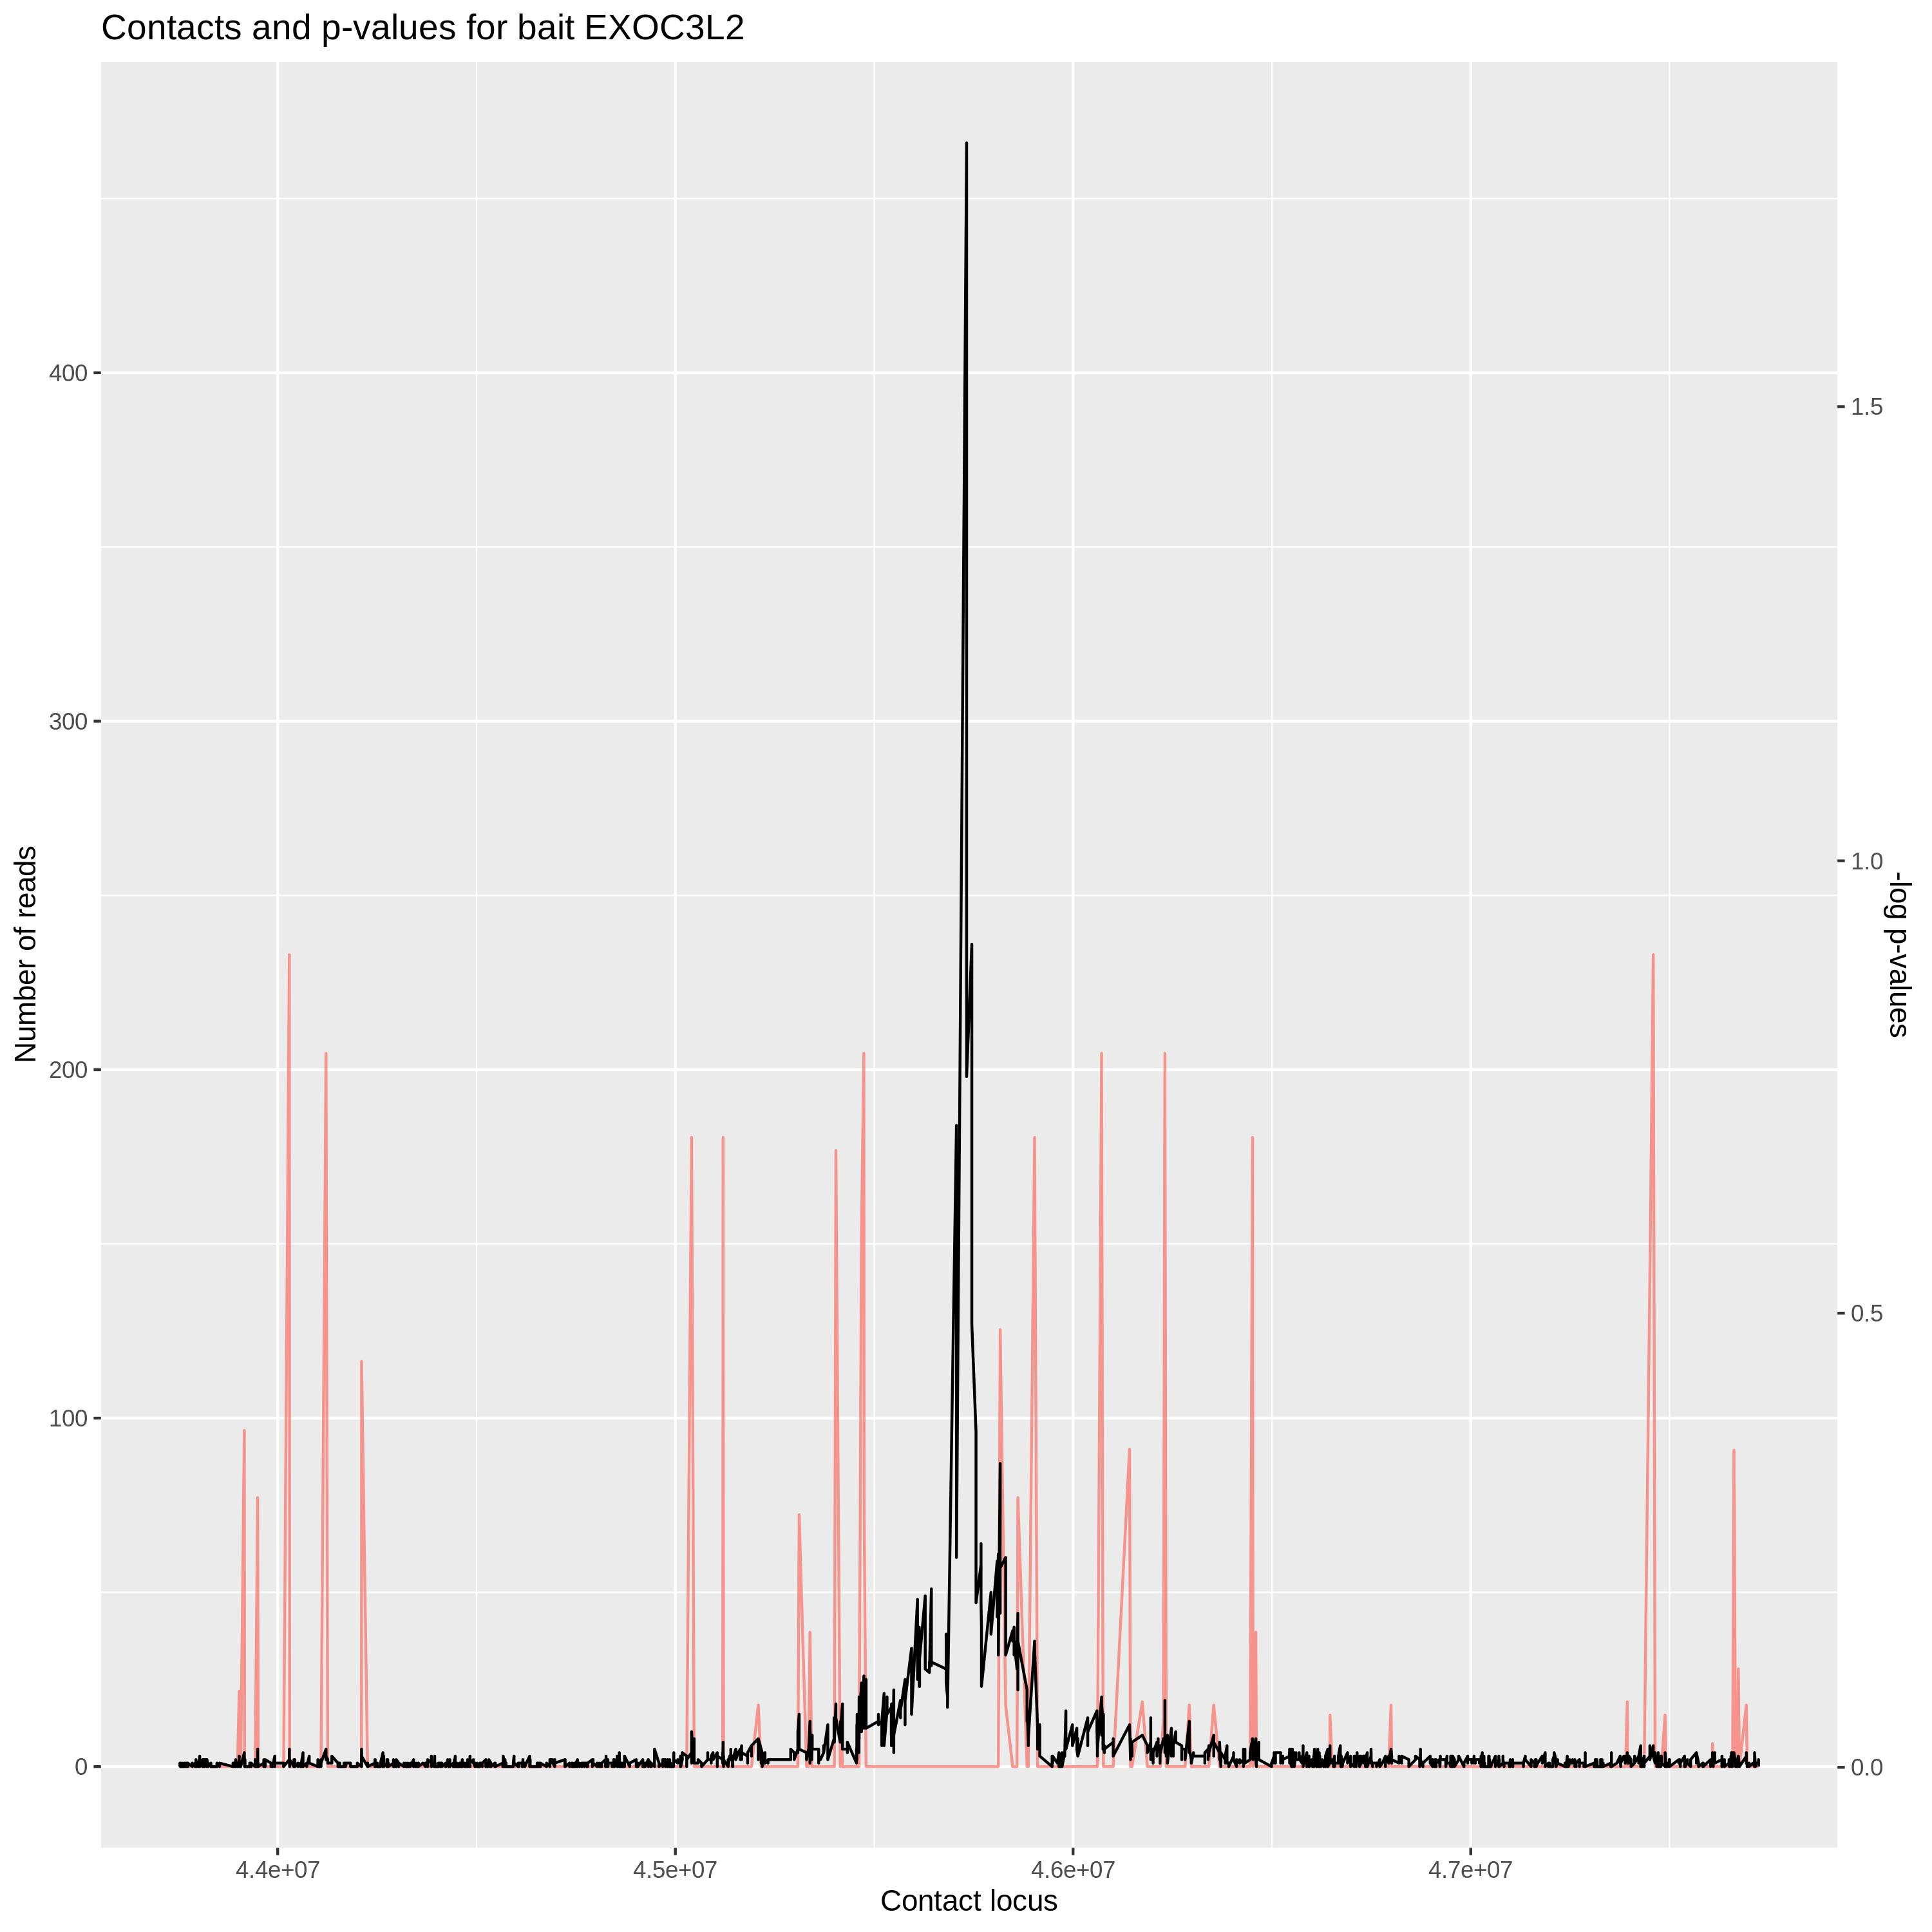 Contacts and p-values for bait EXOC3L2
Number of reads
400
300
200
100
0
1.5
1.0
0.5
0.0
-log p-values
4.4e+07
4.5e+07
4.6e+07
4.7e+07
Contact locus